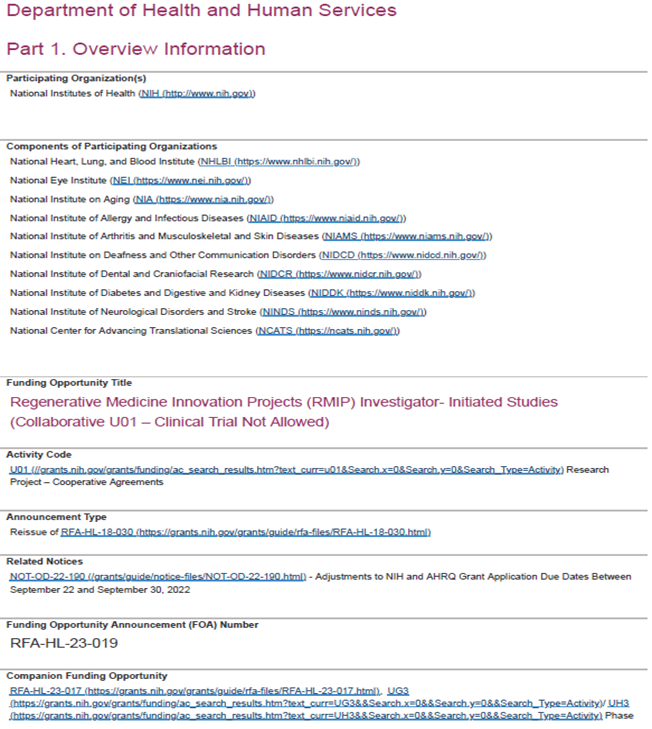 Department of Health and Human Services
Part 1. Overview Information
Participating Organization(s)
National Institutes of Health (NIH (http://www.nih.gov))
Components of Participating Organizations
National Heart, Lung, and Blood Institute (NHLBI (https://www.nhlbi.nih.gov/))
National Eye Institute (NEI (https://www.nei.nih.gov/))
National Institute on Aging (NIA (https://www.nia.nih.gov/))
National Institute of Allergy and Infectious Diseases (NIAID (https://www.niaid.nih.gov/))
National Institute of Arthritis and Musculoskeletal and Skin Diseases (NIAMS (https://www.niams.nih.gov/))
National Institute on Deafness and Other Communication Disorders (NIDCD (https://www.nidcd.nih.gov/))
National Institute of Dental and Craniofacial Research (NIDCR (https://www.nidcr.nih.gov/))
National Institute of Diabetes and Digestive and Kidney Diseases (NIDDK (https://www.niddk.nih.gov/))
National Institute of Neurological Disorders and Stroke (NINDS (https://www.ninds.nih.gov/))
National Center for Advancing Translational Sciences (NCATS (https://ncats.nih.gov/))
Funding Opportunity Title
Regenerative Medicine Innovation Projects (RMIP) Investigator- Initiated Studies
(Collaborative U01 – Clinical Trial Not Allowed)
Activity Code
U01 (//grants.nih.gov/grants/funding/ac_search_results.htm?text_curr=u01&Search.x=0&Search.y=0&Search_Type=Activity) Research
Project – Cooperative Agreements
Announcement Type
Reissue of RFA-HL-18-030 (https://grants.nih.gov/grants/guide/rfa-files/RFA-HL-18-030.html)
Related Notices
NOT-OD-22-190 (/grants/guide/notice-files/NOT-OD-22-190.html) - Adjustments to NIH and AHRQ Grant Application Due Dates Between
September 22 and September 30, 2022
Funding Opportunity Announcement (FOA) Number
RFA-HL-23-019
Companion Funding Opportunity
RFA-HL-23-017 (https://grants.nih.gov/grants/guide/rfa-files/RFA-HL-23-017.html), UG3
(https://grants.nih.gov/grants/funding/ac_search_results.htm?text_curr=UG3&&Search.x=0&&Search.y=0&&Search_Type=Activity)/ UH3
(https://grants.nih.gov/grants/funding/ac_search_results.htm?text_curr=UH3&&Search.x=0&&Search.y=0&&Search_Type=Activity) Phase